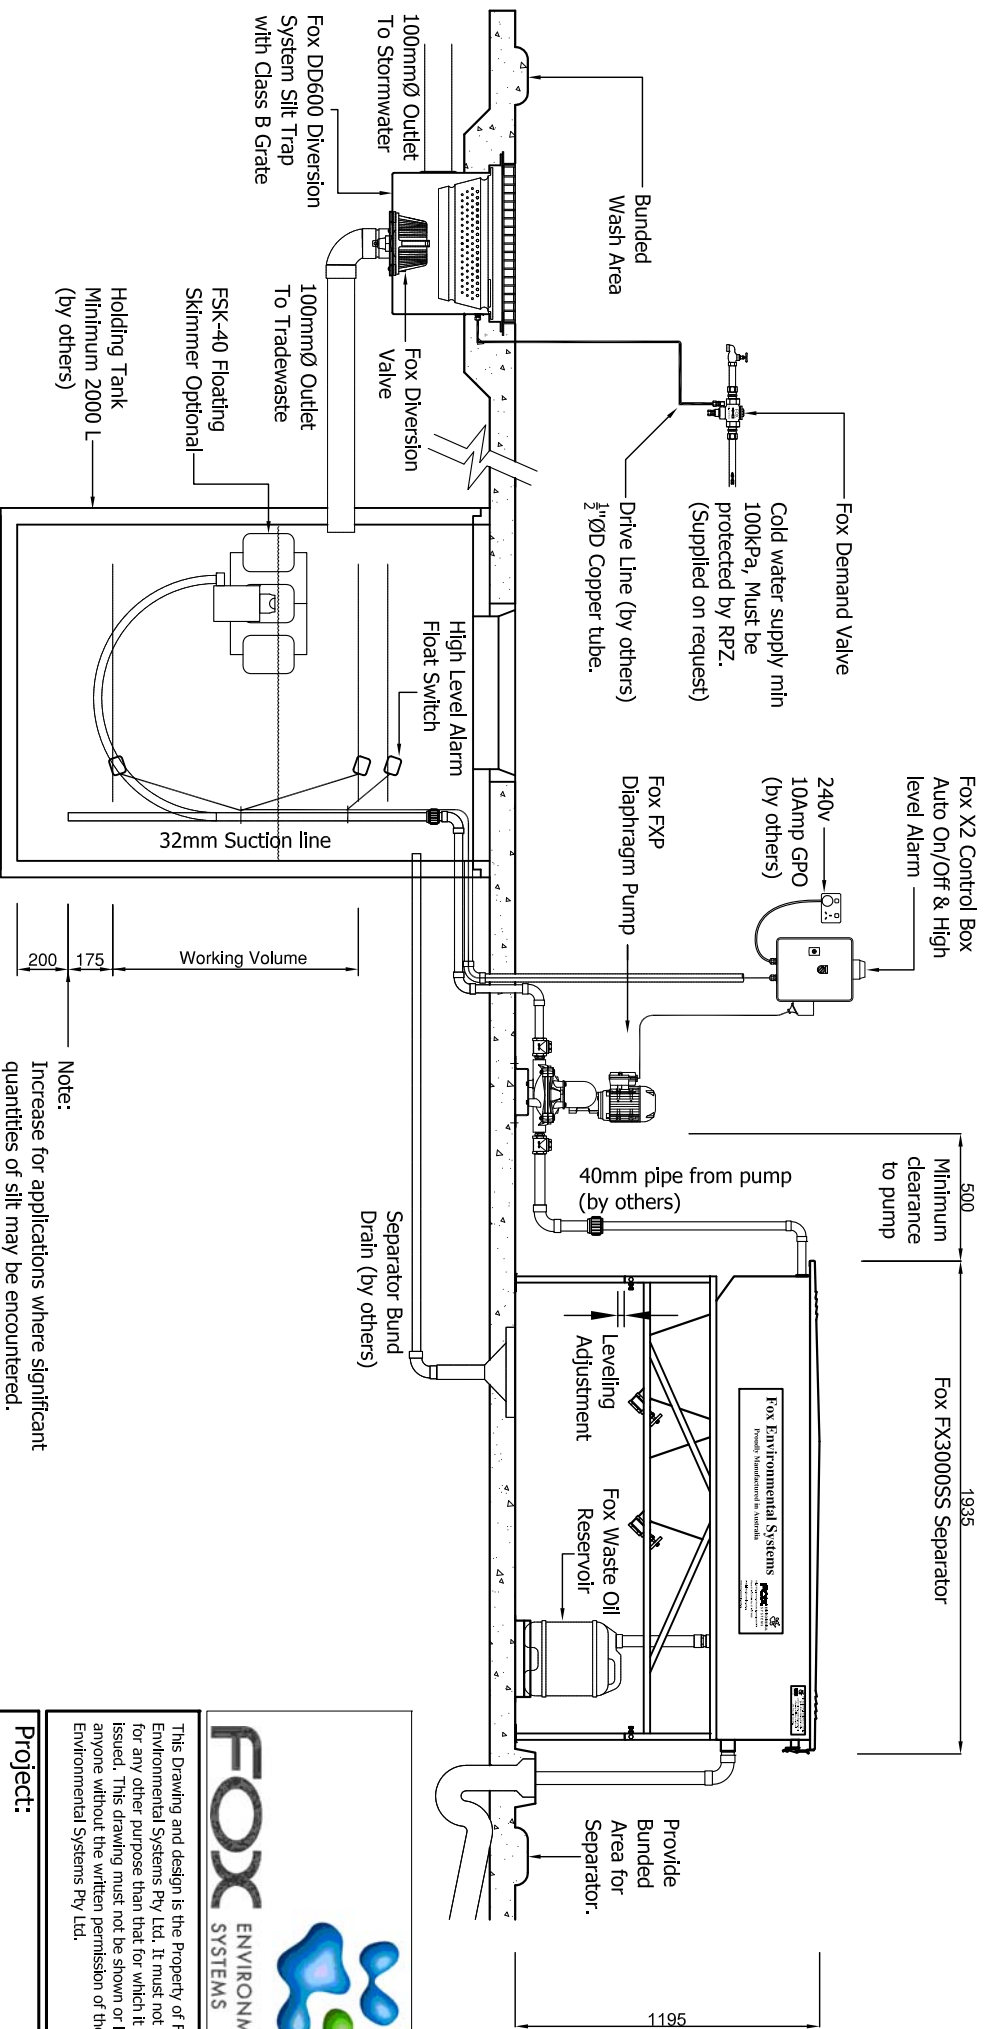 Fox X2 Control Box
Auto On/Off & High
level Alarm
240v
10Amp GPO
(by others)
Fox Demand Valve
Cold water supply min
100kPa, Must be
protected by RPZ.
(Supplied on request)
Drive Line (by others)
½"ØD Copper tube.
Bunded
Wash Area
100mmØ Outlet
To Stormwater
Fox DD600 Diversion
System Silt Trap
with Class B Grate
Fox Diversion
Valve
100mmØ Outlet
To Tradewaste
FSK-40 Floating
Skimmer Optional
Holding Tank
Minimum 2000 L
(by others)
High Level Alarm
Float Switch
32mm Suction line
Fox FXP
Diaphragm Pump
Working Volume
175
200
Note:
Increase for applications where significant
quantities of silt may be encountered.
500
Minimum
clearance
to pump
1935
Fox FX3000SS Separator
40mm pipe from pump
(by others)
Fox Environmental Systems
Proudly Manufactured in Australia
FOX
Leveling
Adjustment
Fox Waste Oil
Reservoir
Separator Bund
Drain (by others)
Provide
Bunded
Area for
Separator.
1195
FOX
ENVIRONM
SYSTEMS
This Drawing and design is the Property of F
Environmental Systems Pty Ltd. It must not
for any other purpose than that for which it
issued. This drawing must not be shown or
anyone without the written permission of the
Environmental Systems Pty Ltd.
Project: